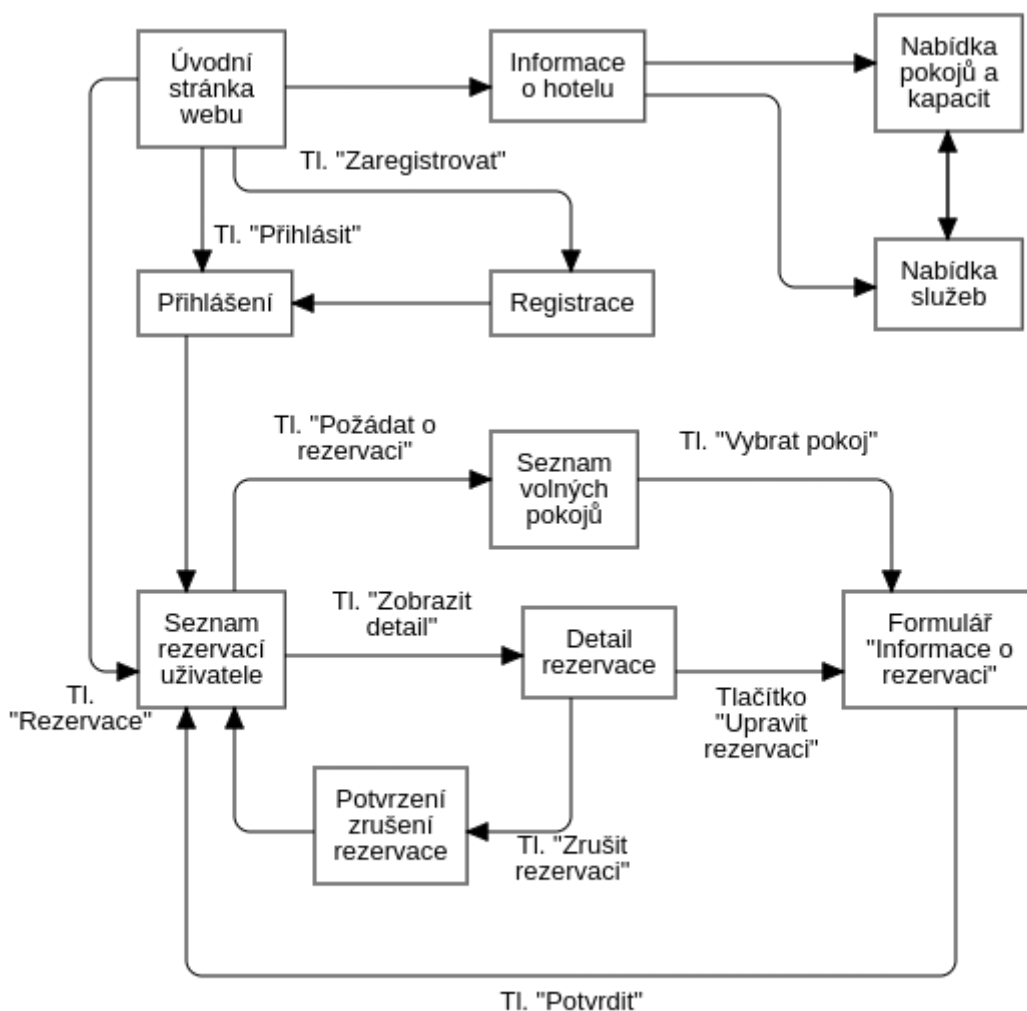 Úvodní
stránka
webu
Informace
o hotelu
Nabídka
pokojů a
kapacit
Tl. "Zaregistrovat"
Tl. "Přihlásit"
Přihlášení
Registrace
Nabídka
služeb
Tl. "Požádat o
rezervaci"
Seznam
volných
pokojů
Tl. "Vybrat pokoj"
Seznam
rezervací
uživatele
Tl. "Zobrazit
detail"
Detail
rezervace
Formulář
"Informace o
rezervaci"
Tl.
"Rezervace"
Tlačítko
"Upravit
rezervaci"
Potvrzení
zrušení
rezervace
Tl. "Zrušit
rezervaci"
Tl. "Potvrdit"